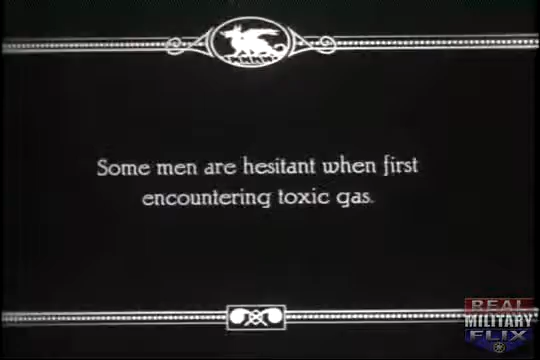 Some men are hesitant when first
encountering toxic gas.
REAL
MILITARY
FLIX